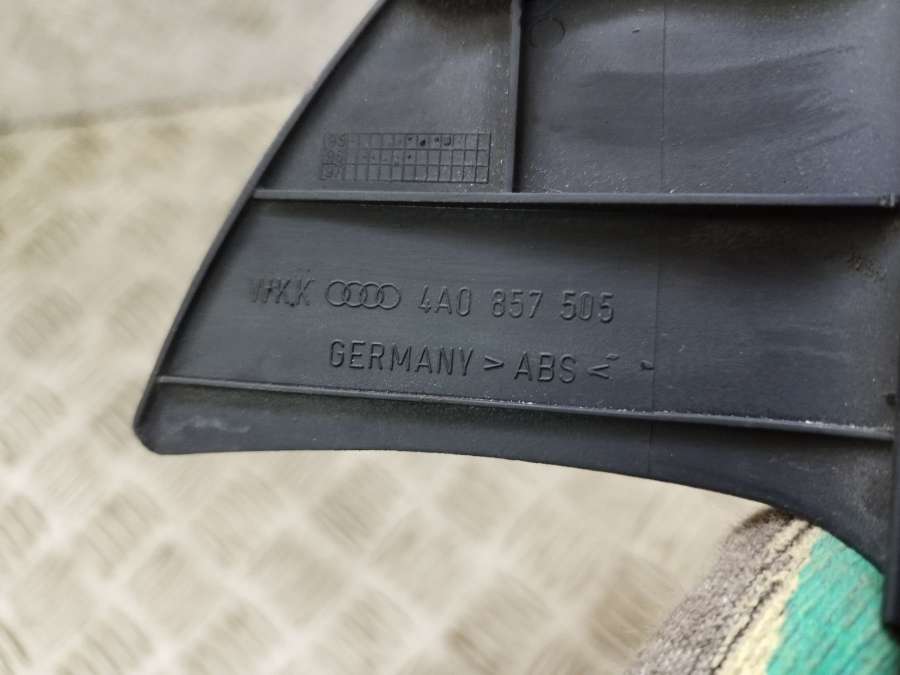 WKK 4A0 857 505
GERMANY >ABS<